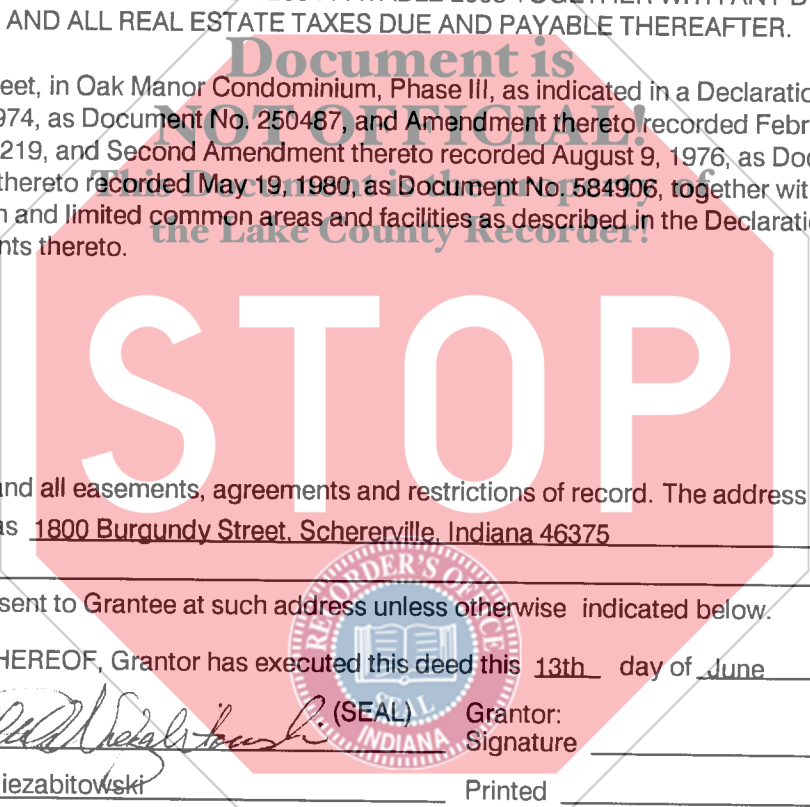 AND ALL REAL ESTATE TAXES DUE AND PAYABLE THEREAFTER.
Document is
eet, in Oak Manor Condominium, Phase III, as indicated in a Declaratio
974, as Document No. 250487, and Amendment thereto recorded Febr
NOT OFFICIAL!
219, and Second Amendment thereto recorded August 9, 1976, as Doc
This Document is the property of
thereto recorded May 19, 1980, as Document No. 584906, together wit
n and limited common areas and facilities as described in the Declaratio
the Lake County Recorder!
nts thereto.
STOP
and all easements, agreements and restrictions of record. The address
as 1800 Burgundy Street, Schererville, Indiana 46375
RECORDER'S OFFICE
sent to Grantee at such address unless otherwise indicated below.
HEREOF, Grantor has executed this deed this 13th day of June
SEAL
(SEAL) Grantor:
INDIANA
Signature
iezabitowski Printed